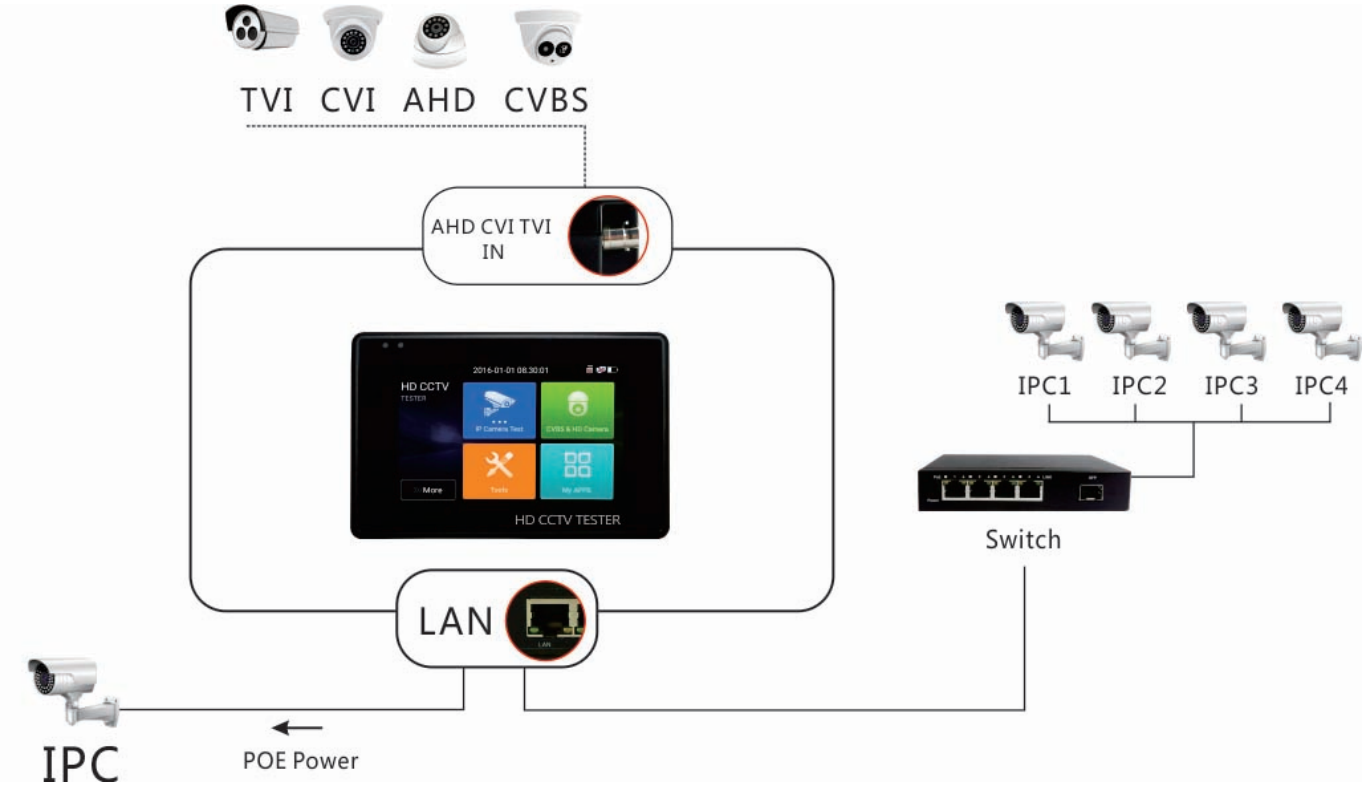 TVI CVI AHD CVBS
AHD CVI TVI
IN
2016-01-01 08:30:01
HD CCTV
TESTER
IP Camera Test
CVBS & HD Camera
More
Tools
My APPS
HD CCTV TESTER
IPC1 IPC2 IPC3 IPC4
Switch
LAN
LAN
IPC
POE Power